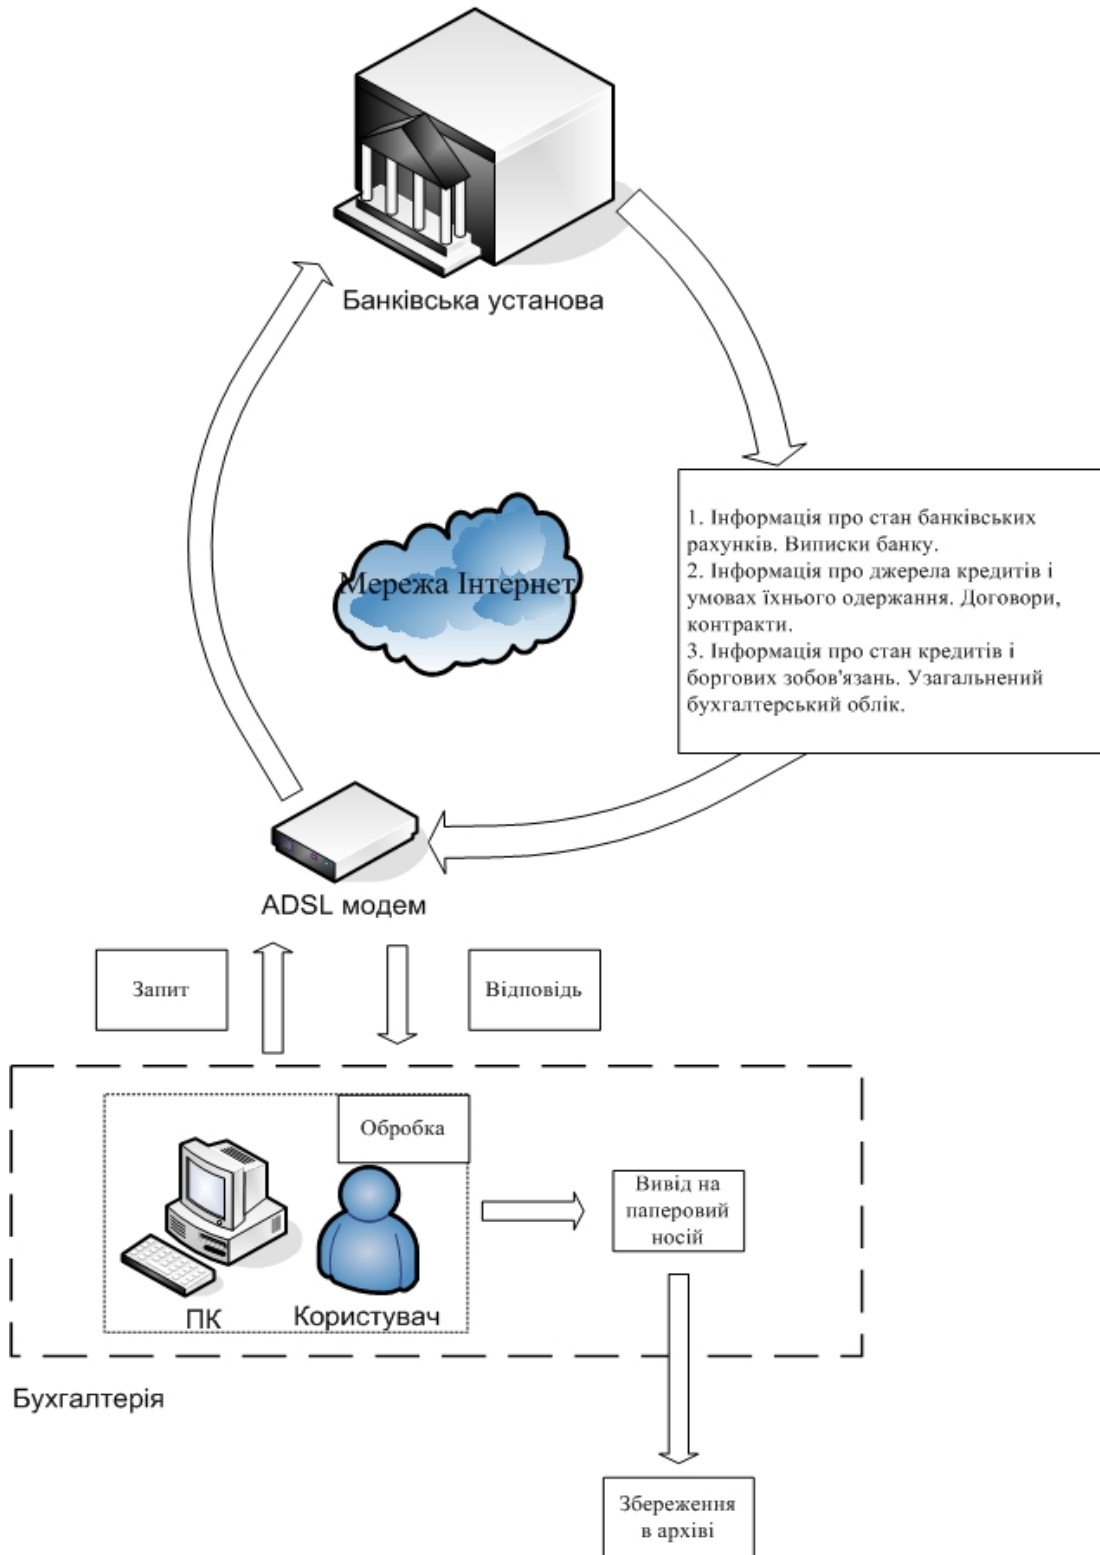 Банківська установа
Мережа Інтернет
1. Інформація про стан банківських
рахунків. Виписки банку.
2. Інформація про джерела кредитів і
умовах їхнього одержання. Договори,
контракти.
3. Інформація про стан кредитів і
боргових зобов'язань. Узагальнений
бухгалтерський облік.
ADSL модем
Запит
Відповідь
Обробка
ПК
Користувач
Вивід на
паперовий
носій
Бухгалтерія
Збереження
в архіві